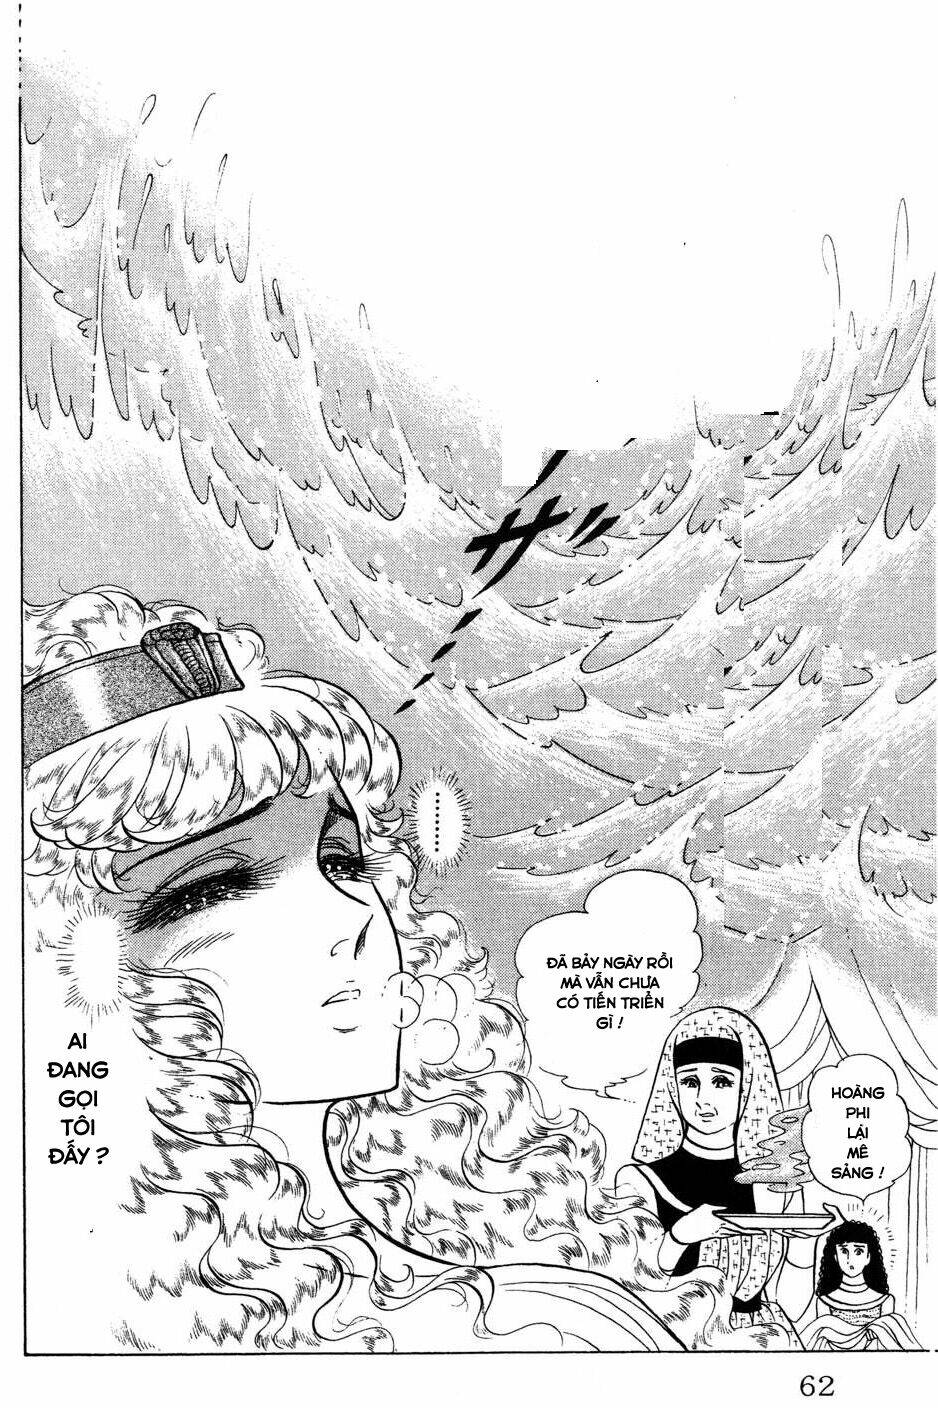 ザッ
..........
ĐÃ BẢY NGÀY RỒI
MÀ VẪN CHƯA
CÓ TIẾN TRIỂN
GÌ !
HOÀNG
PHI
LẠI
MÊ
SẢNG !
AI
ĐANG
GỌI
TÔI
ĐẤY ?
62